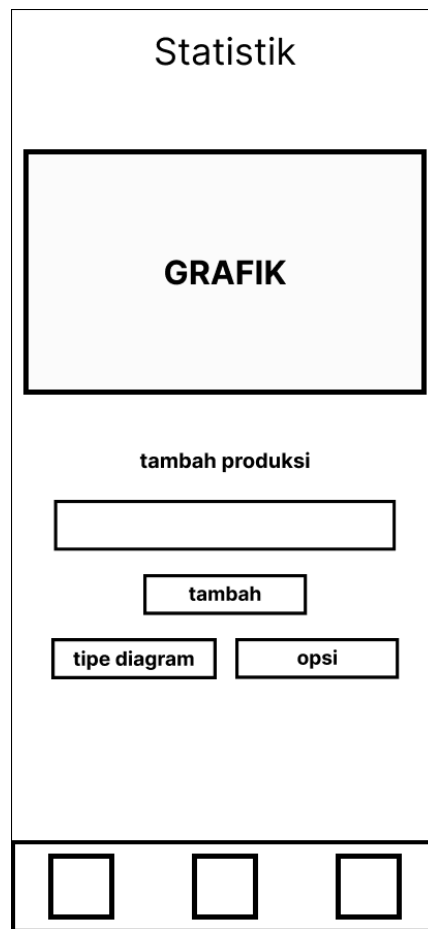 Statistik
GRAFIK
tambah produksi
tambah
tipe diagram
opsi